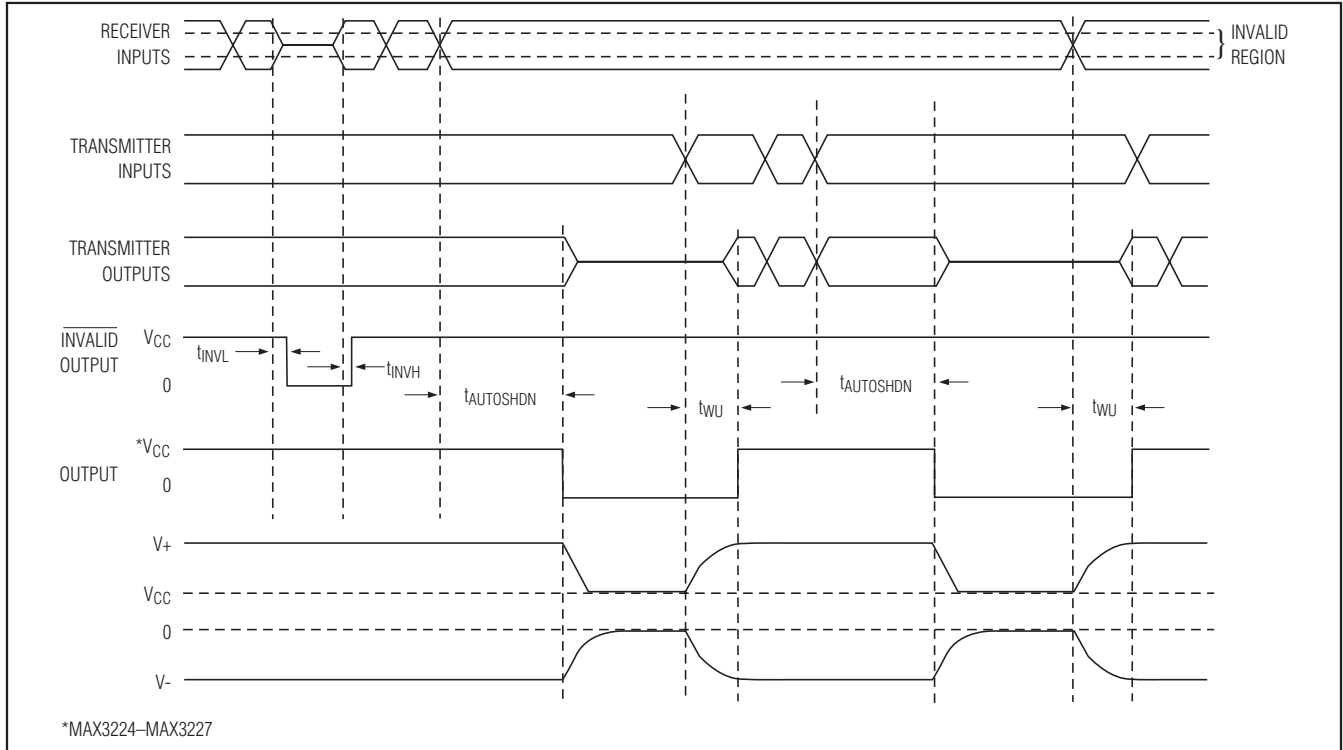 RECEIVER
INPUTS
} INVALID
REGION
TRANSMITTER
INPUTS
TRANSMITTER
OUTPUTS
INVALID
OUTPUT
VCC
0
tINVL
tINVH
tAUTOSHDN
tWU
tAUTOSHDN
tWU
OUTPUT
*VCC
0
V+
VCC
0
V-
*MAX3224–MAX3227